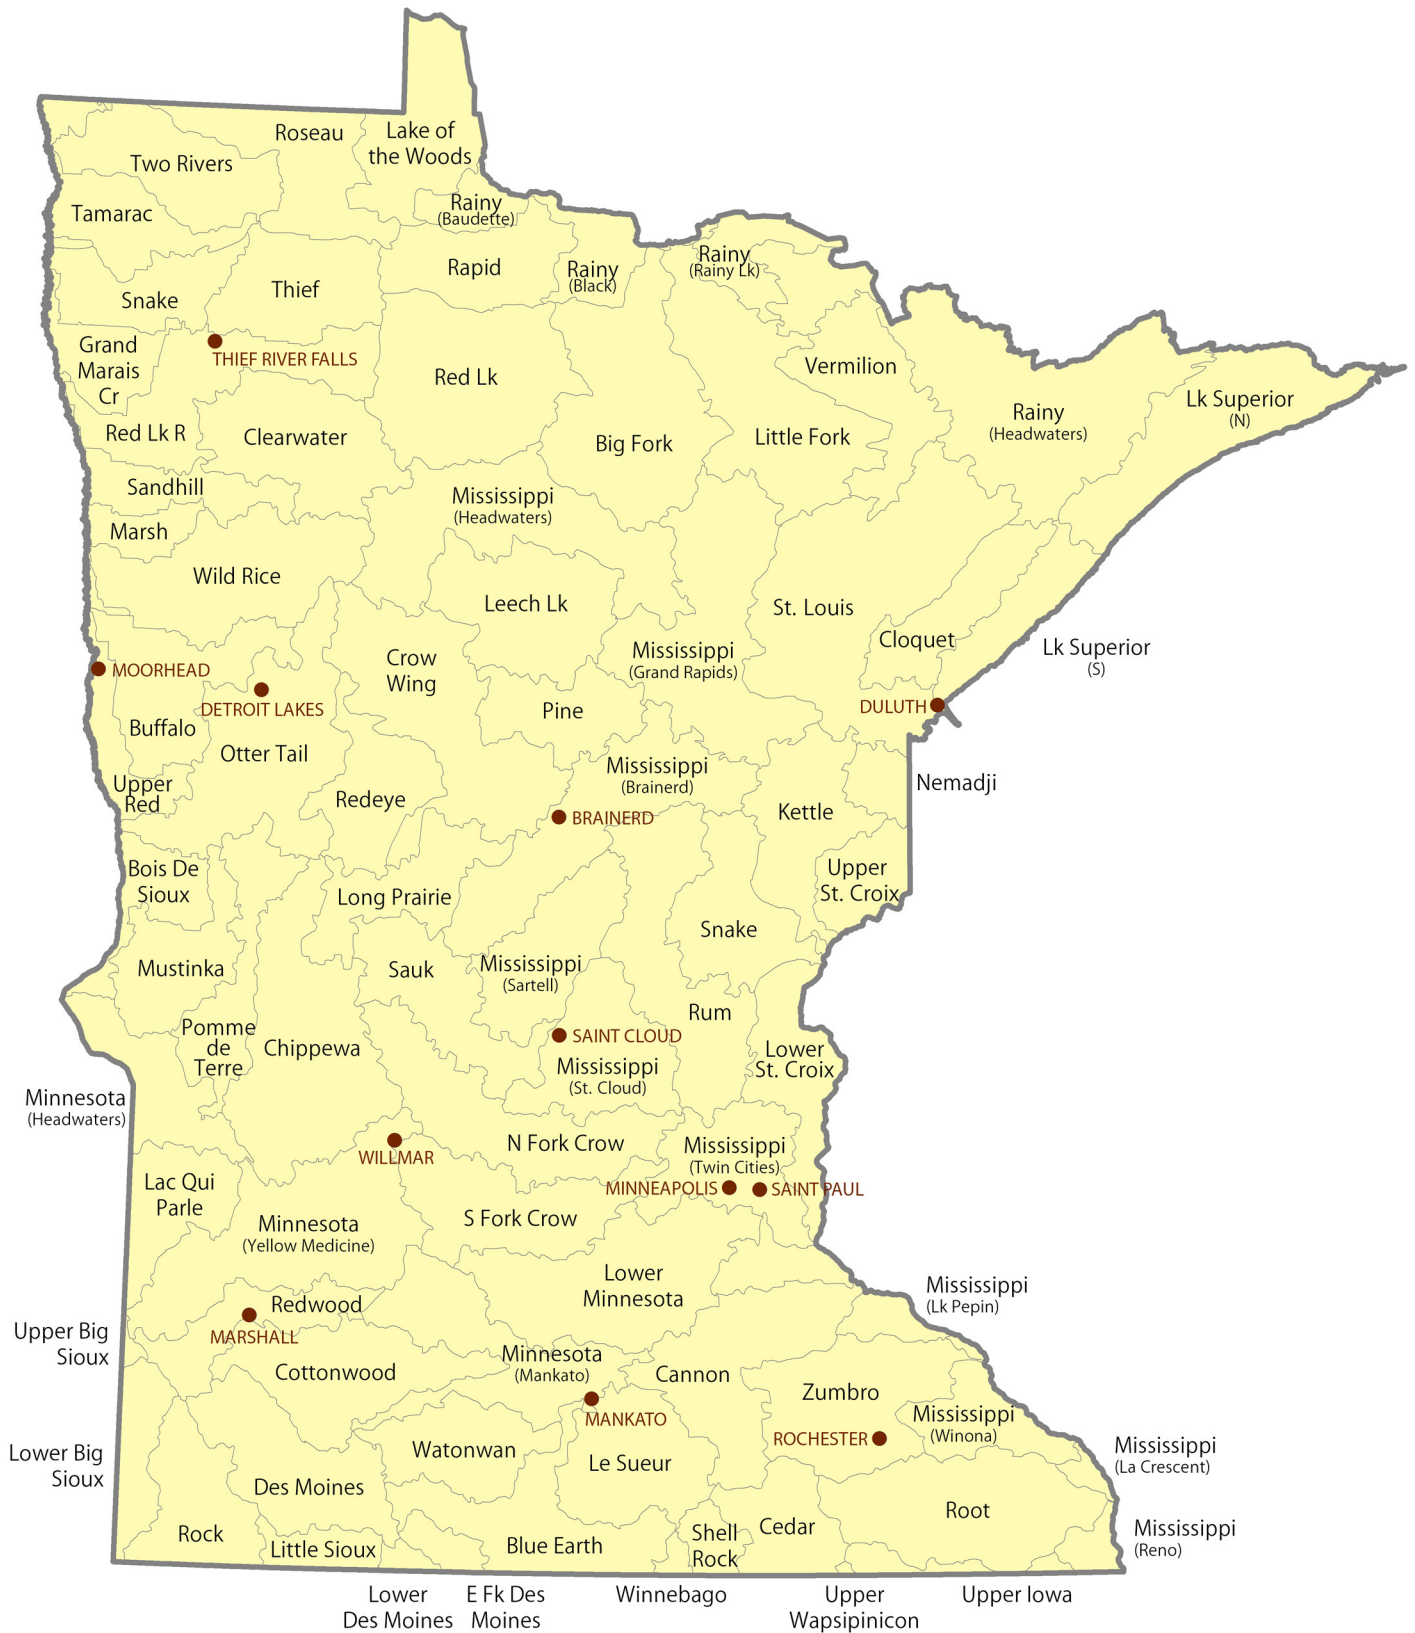 Roseau
Lake of
the Woods
Two Rivers
Tamarac
Rainy
(Baudette)
Rapid
Rainy
(Black)
Rainy
(Rainy Lk)
Snake
Thief
Grand
Marais
Cr
THIEF RIVER FALLS
Red Lk
Vermilion
Rainy
(Headwaters)
Lk Superior
(N)
Red Lk R
Clearwater
Big Fork
Little Fork
Sandhill
Mississippi
(Headwaters)
Marsh
Wild Rice
Leech Lk
St. Louis
Cloquet
Lk Superior
(S)
MOORHEAD
DETROIT LAKES
Crow
Wing
Mississippi
(Grand Rapids)
DULUTH
Buffalo
Otter Tail
Pine
Nemadji
Upper
Red
Redeye
Mississippi
(Brainerd)
BRAINERD
Kettle
Bois De
Sioux
Long Prairie
Upper
St. Croix
Snake
Mustinka
Sauk
Mississippi
(Sartell)
Rum
Pomme
de
Terre
Chippewa
SAINT CLOUD
Mississippi
(St. Cloud)
Lower
St. Croix
Minnesota
(Headwaters)
WILLMAR
N Fork Crow
Mississippi
(Twin Cities)
MINNEAPOLIS
SAINT PAUL
Lac Qui
Parle
Minnesota
(Yellow Medicine)
S Fork Crow
Lower
Minnesota
Mississippi
(Lk Pepin)
Redwood
MARSHALL
Upper Big
Sioux
Cottonwood
Minnesota
(Mankato)
MANKATO
Cannon
Zumbro
ROCHESTER
Mississippi
(Winona)
Mississippi
(La Crescent)
Lower Big
Sioux
Watonwan
Le Sueur
Des Moines
Root
Rock
Little Sioux
Blue Earth
Shell
Rock
Cedar
Mississippi
(Reno)
Lower
Des Moines
E Fk Des
Moines
Winnebago
Upper
Wapsipinicon
Upper Iowa